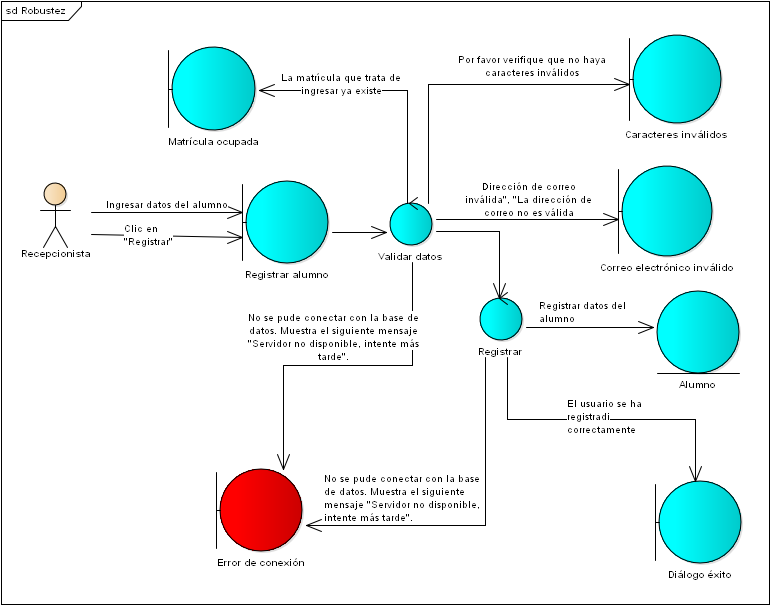 sd Robustez
Por favor verifique que no haya
caracteres inválidos
La matrícula que trata de
ingresar ya existe
Matrícula ocupada
Caracteres inválidos
Dirección de correo
inválida", "La dirección de
correo no es válida
Ingresar datos del alumno
Clic en
"Registrar"
Recepcionista
Registrar alumno
Validar datos
Correo electrónico inválido
No se pude conectar con la base de
datos. Muestra el siguiente mensaje
"Servidor no disponible, intente más
tarde".
Registrar datos del
alumno
Registrar
Alumno
El usuario se ha
registradi
correctamente
No se pude conectar con la base
de datos. Muestra el siguiente
mensaje "Servidor no disponible,
intente más tarde".
Error de conexión
Diálogo éxito